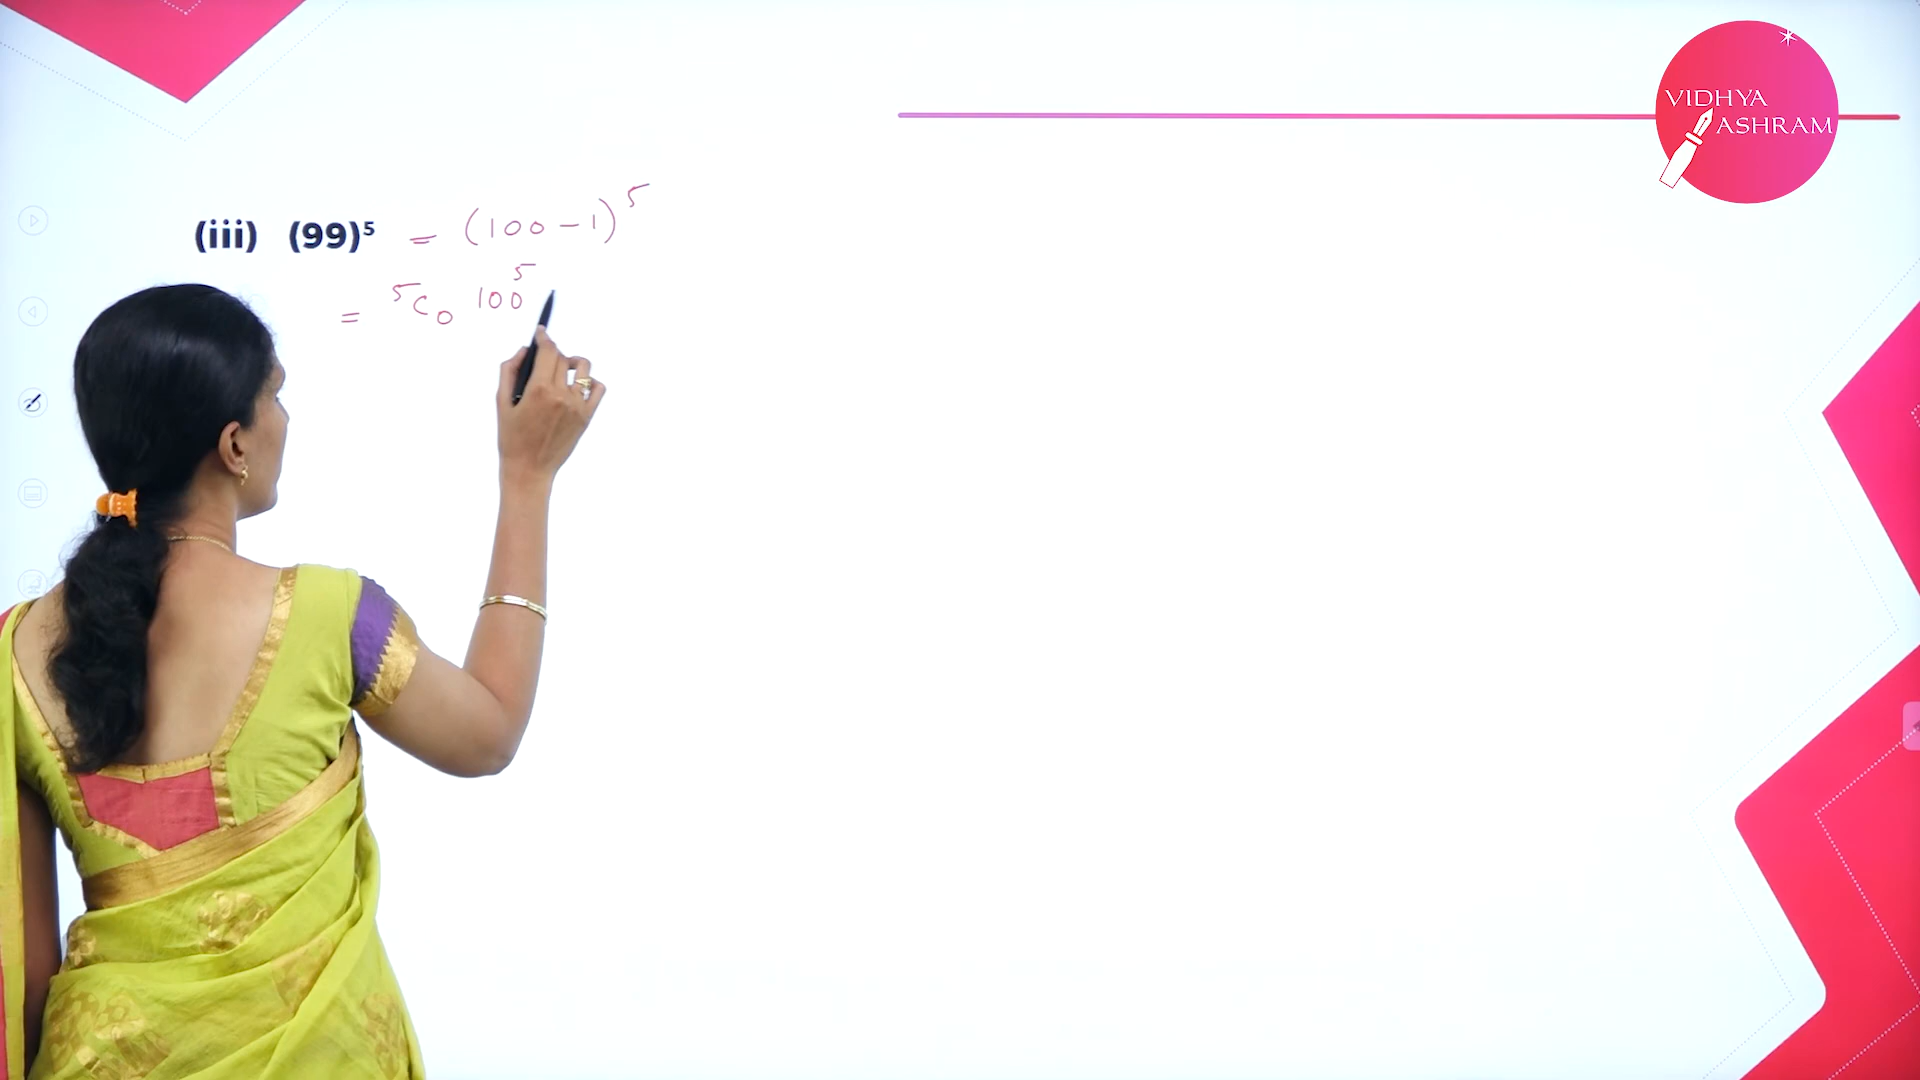 VIDHYA
ASHRAM
(iii) (99)⁵ = (100 - 1)⁵
= ⁵C₀ 100⁵